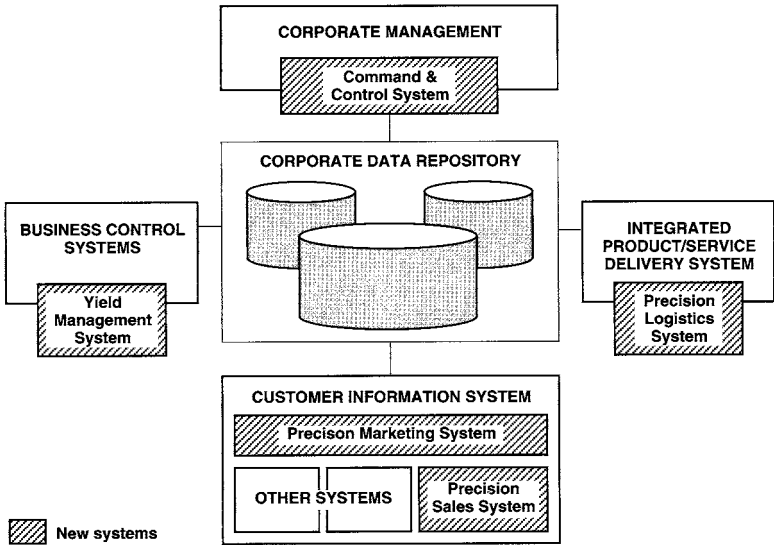 CORPORATE MANAGEMENT
Command &
Control System
CORPORATE DATA REPOSITORY
BUSINESS CONTROL
SYSTEMS
Yield
Management
System
INTEGRATED
PRODUCT/SERVICE
DELIVERY SYSTEM
Precision
Logistics
System
CUSTOMER INFORMATION SYSTEM
Precison Marketing System
OTHER SYSTEMS
Precision
Sales System
New systems